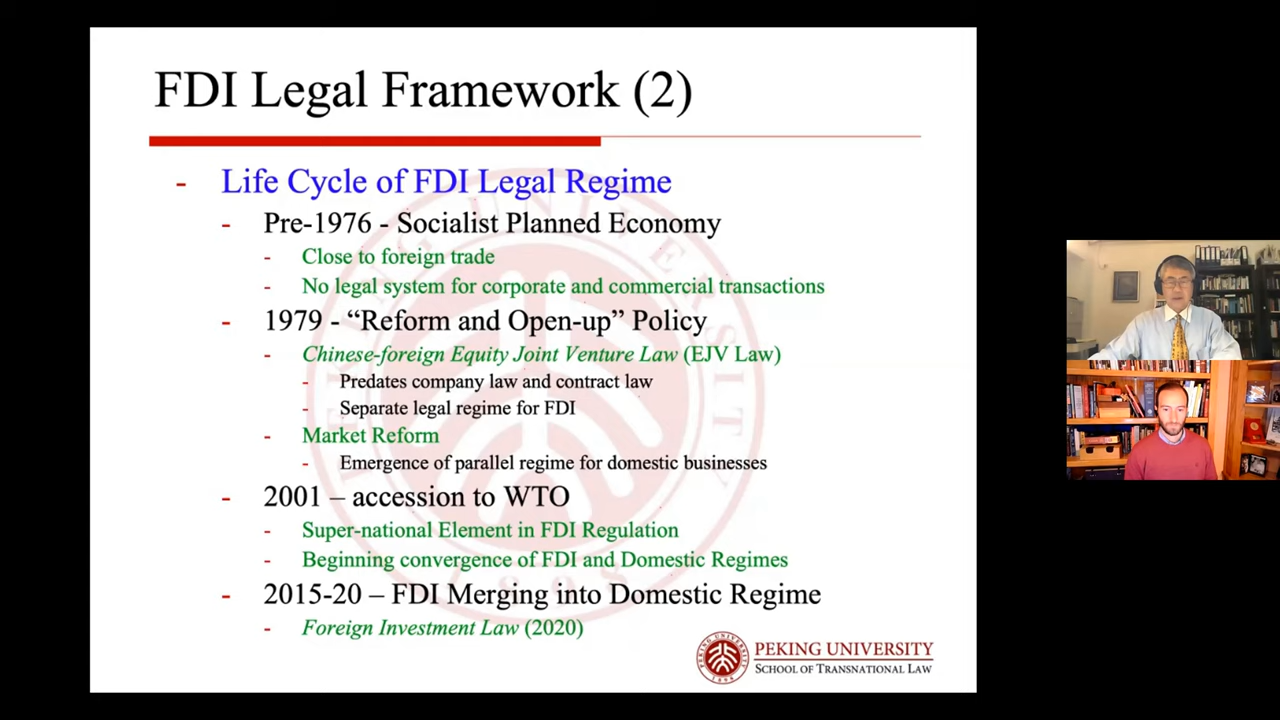 FDI Legal Framework (2)
- Life Cycle of FDI Legal Regime
- Pre-1976 - Socialist Planned Economy
- Close to foreign trade
- No legal system for corporate and commercial transactions
- 1979 - “Reform and Open-up” Policy
- Chinese-foreign Equity Joint Venture Law (EJV Law)
- Predates company law and contract law
- Separate legal regime for FDI
- Market Reform
- Emergence of parallel regime for domestic businesses
- 2001 – accession to WTO
- Super-national Element in FDI Regulation
- Beginning convergence of FDI and Domestic Regimes
- 2015-20 – FDI Merging into Domestic Regime
- Foreign Investment Law (2020)
PEKING UNIVERSITY
SCHOOL OF TRANSNATIONAL LAW
PEKING UNIVERSITY
1898